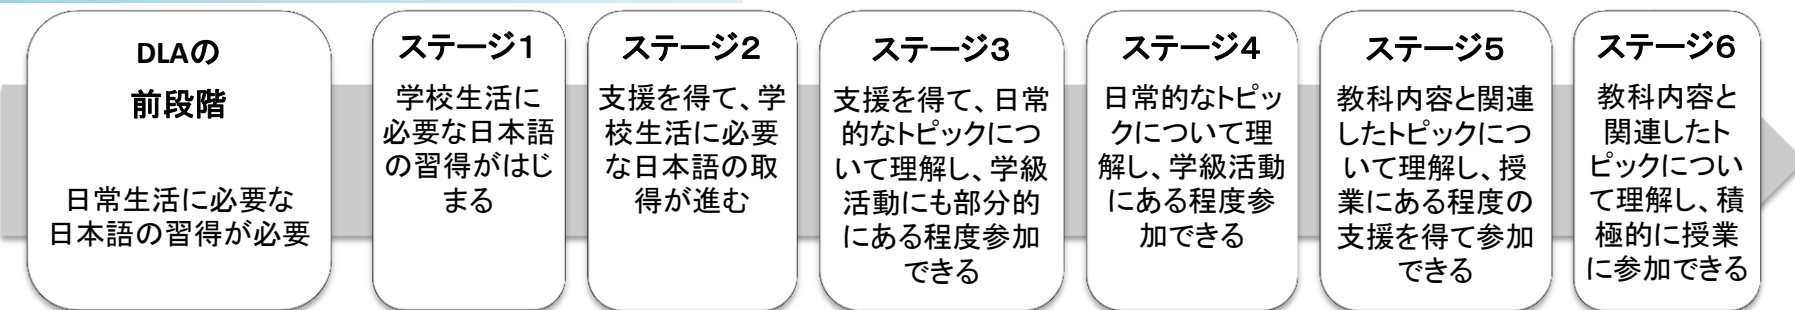 DLAの
前段階
日常生活に必要な
日本語の習得が必要
ステージ1
学校生活に
必要な日本語
の習得がはじ
まる
ステージ2
支援を得て、学
校生活に必要
な日本語の取
得が進む
ステージ3
支援を得て、日常
的なトピックにつ
いて理解し、学級
活動にも部分的
にある程度参加
できる
ステージ4
日常的なトピッ
クについて理
解し、学級活動
にある程度参
加できる
ステージ5
教科内容と関連
したトピックにつ
いて理解し、授
業にある程度の
支援を得て参加
できる
ステージ6
教科内容と
関連したト
ピックについ
て理解し、積
極的に授業
に参加できる